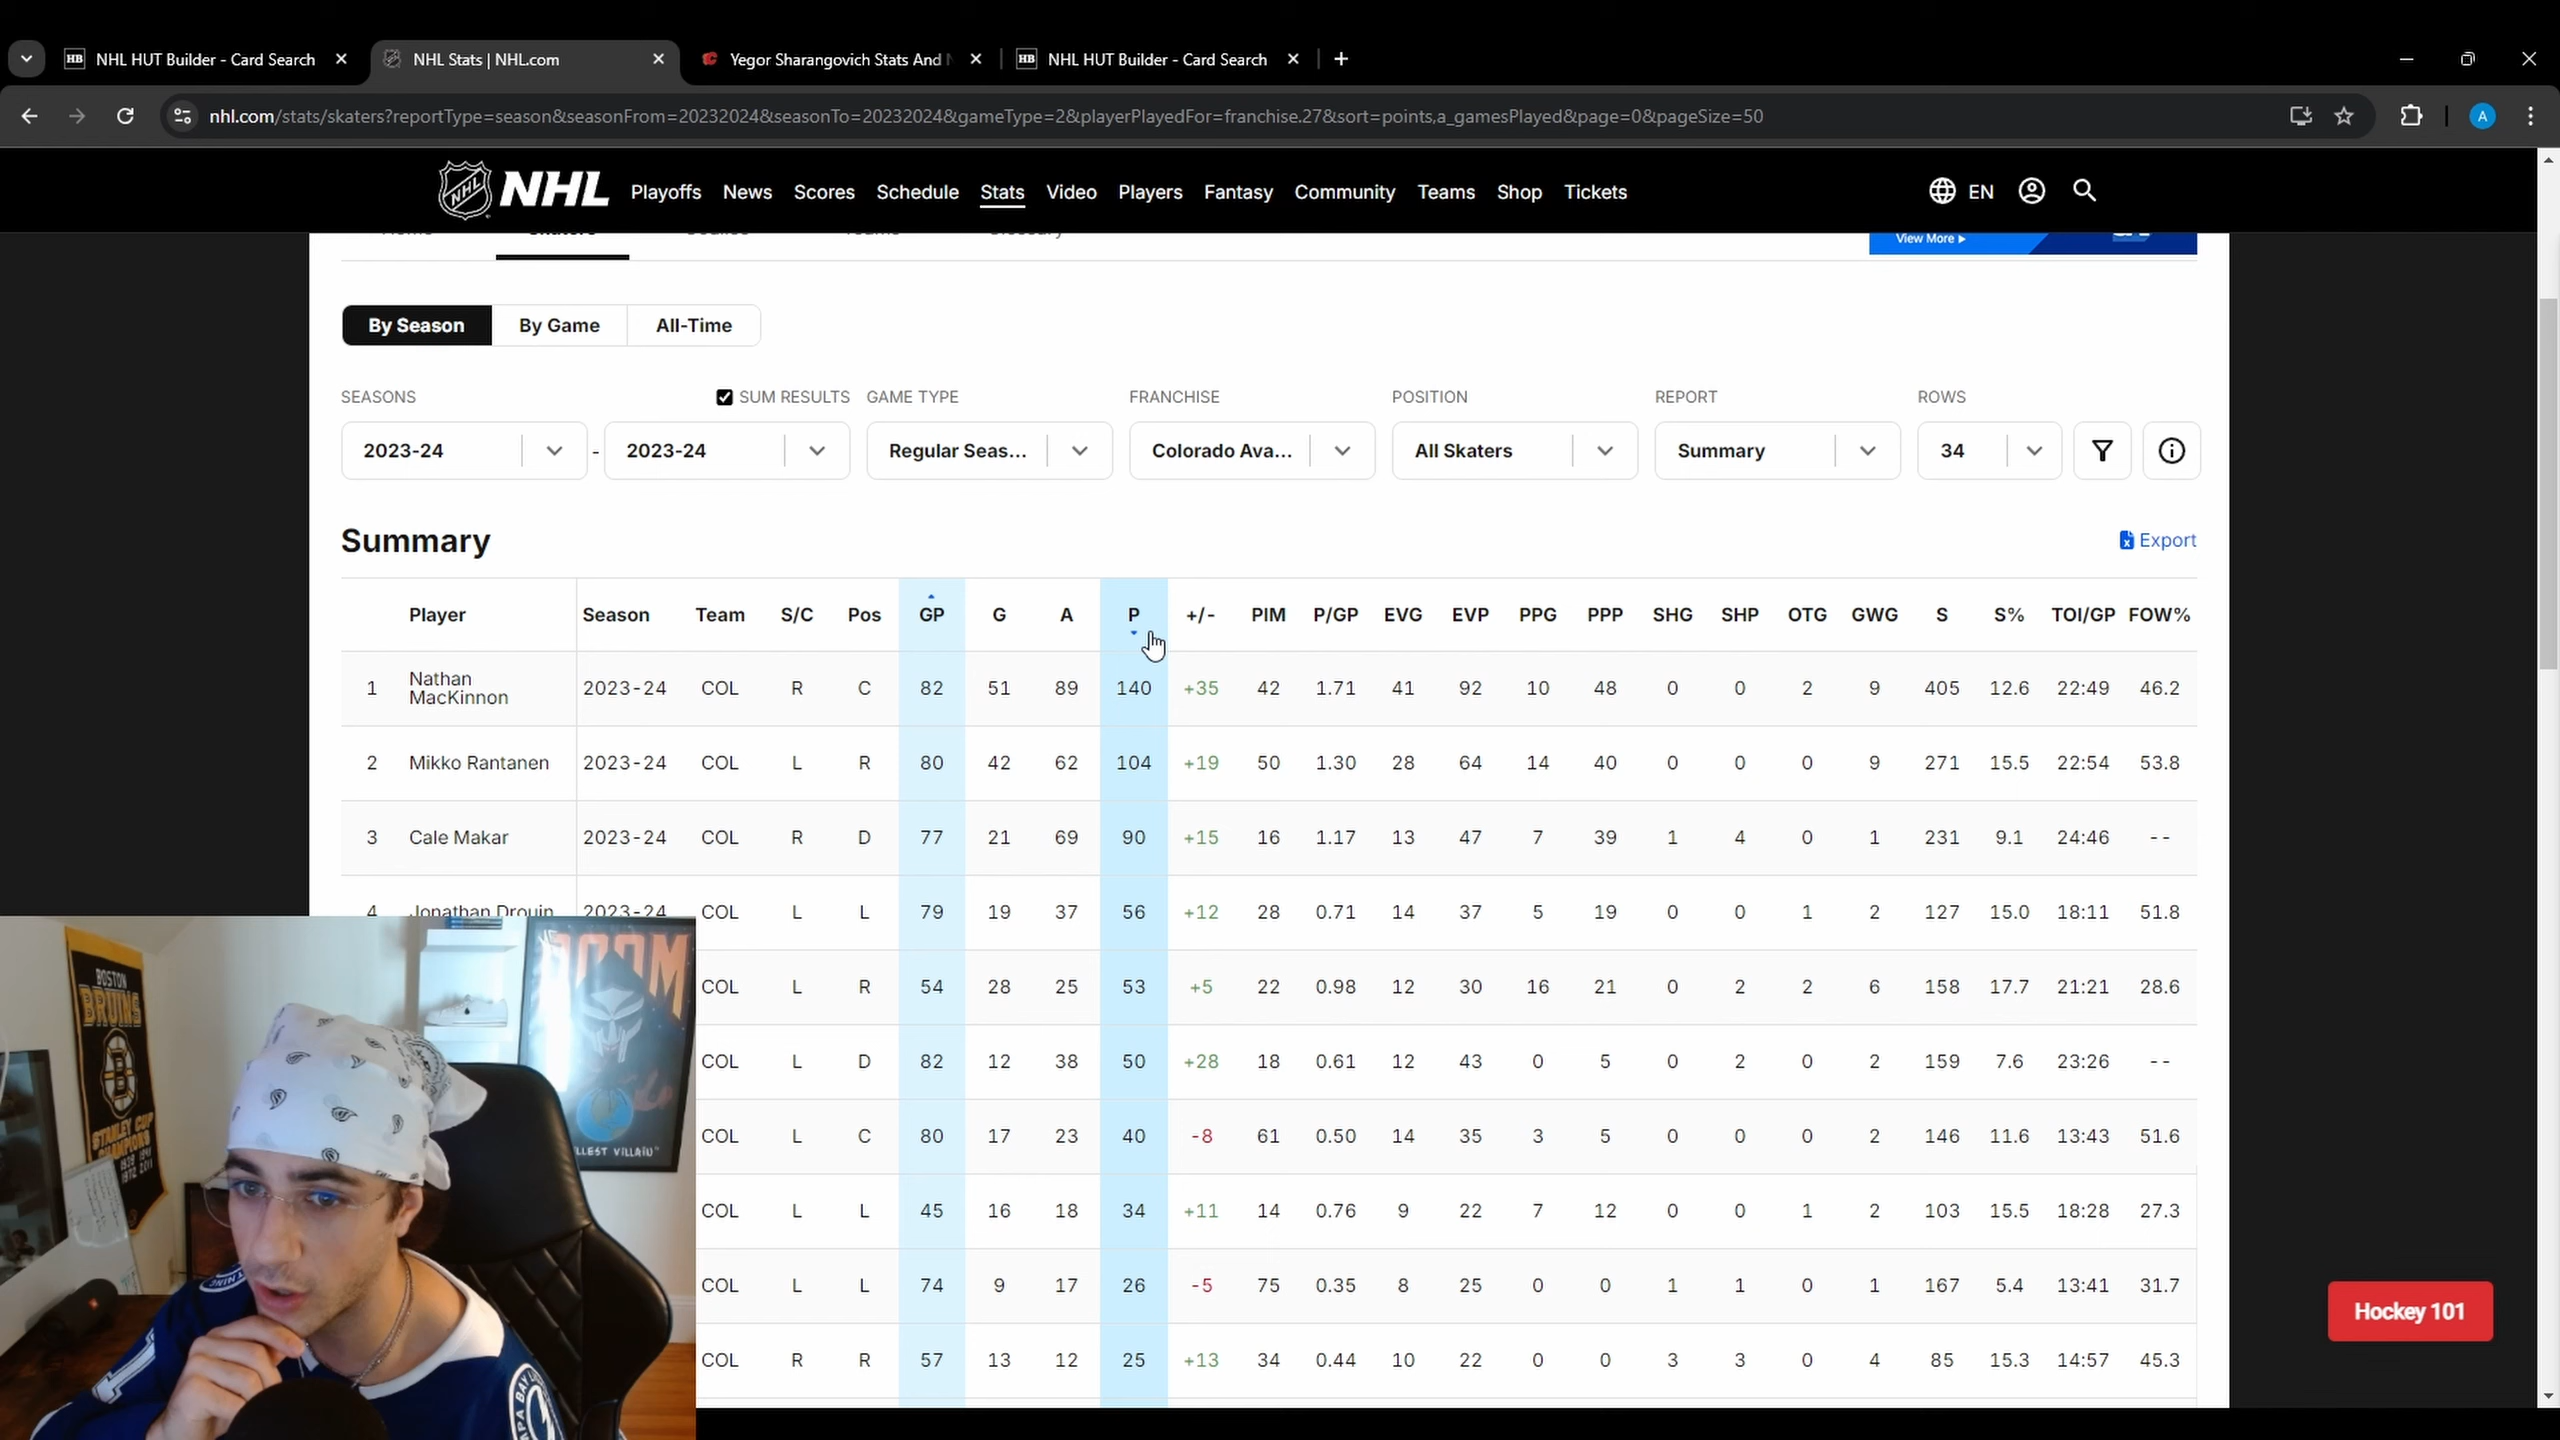 NHL HUT Builder - Card Search
NHL Stats | NHL.com
Yegor Sharangovich Stats And
NHL HUT Builder - Card Search
nhl.com/stats/skaters?reportType=season&seasonFrom=20232024&seasonTo=20232024&gameType=2&playerPlayedFor=franchise.27&sort=points,a_gamesPlayed&page=0&pageSize=50
A
NHL NHL Playoffs News Scores Schedule Stats Video Players Fantasy Community Teams Shop Tickets EN
View More
By Season By Game All-Time
SEASONS SUM RESULTS GAME TYPE FRANCHISE POSITION REPORT ROWS
2023-24 - 2023-24 Regular Seas... Colorado Ava... All Skaters Summary 34
Summary Export
Player Season Team S/C Pos GP G A P +/- PIM P/GP EVG EVP PPG PPP SHG SHP OTG GWG S S% TOI/GP FOW%
1 Nathan MacKinnon 2023-24 COL R C 82 51 89 140 +35 42 1.71 41 92 10 48 0 0 2 9 405 12.6 22:49 46.2
2 Mikko Rantanen 2023-24 COL L R 80 42 62 104 +19 50 1.30 28 64 14 40 0 0 0 9 271 15.5 22:54 53.8
3 Cale Makar 2023-24 COL R D 77 21 69 90 +15 16 1.17 13 47 7 39 1 4 0 1 231 9.1 24:46 --
4 Jonathan Drouin 2023-24 COL L L 79 19 37 56 +12 28 0.71 14 37 5 19 0 0 1 2 127 15.0 18:11 51.8
COL L R 54 28 25 53 +5 22 0.98 12 30 16 21 0 2 2 6 158 17.7 21:21 28.6
COL L D 82 12 38 50 +28 18 0.61 12 43 0 5 0 2 0 2 159 7.6 23:26 --
COL L C 80 17 23 40 -8 61 0.50 14 35 3 5 0 0 0 2 146 11.6 13:43 51.6
COL L L 45 16 18 34 +11 14 0.76 9 22 7 12 0 0 1 2 103 15.5 18:28 27.3
COL L L 74 9 17 26 -5 75 0.35 8 25 0 0 1 1 0 1 167 5.4 13:41 31.7
COL R R 57 13 12 25 +13 34 0.44 10 22 0 0 3 3 0 4 85 15.3 14:57 45.3
Hockey 101
BOSTON
BRUINS
B
STANLEY CUP
CHAMPIONS
DOOM
LLEST VILLAIN"